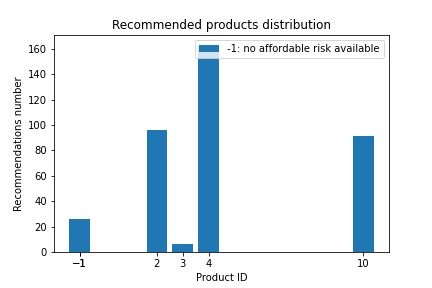 Recommended products distribution
-1: no affordable risk available
Recommendations number
160
140
120
100
80
60
40
20
0
−1 2 3 4 10
Product ID